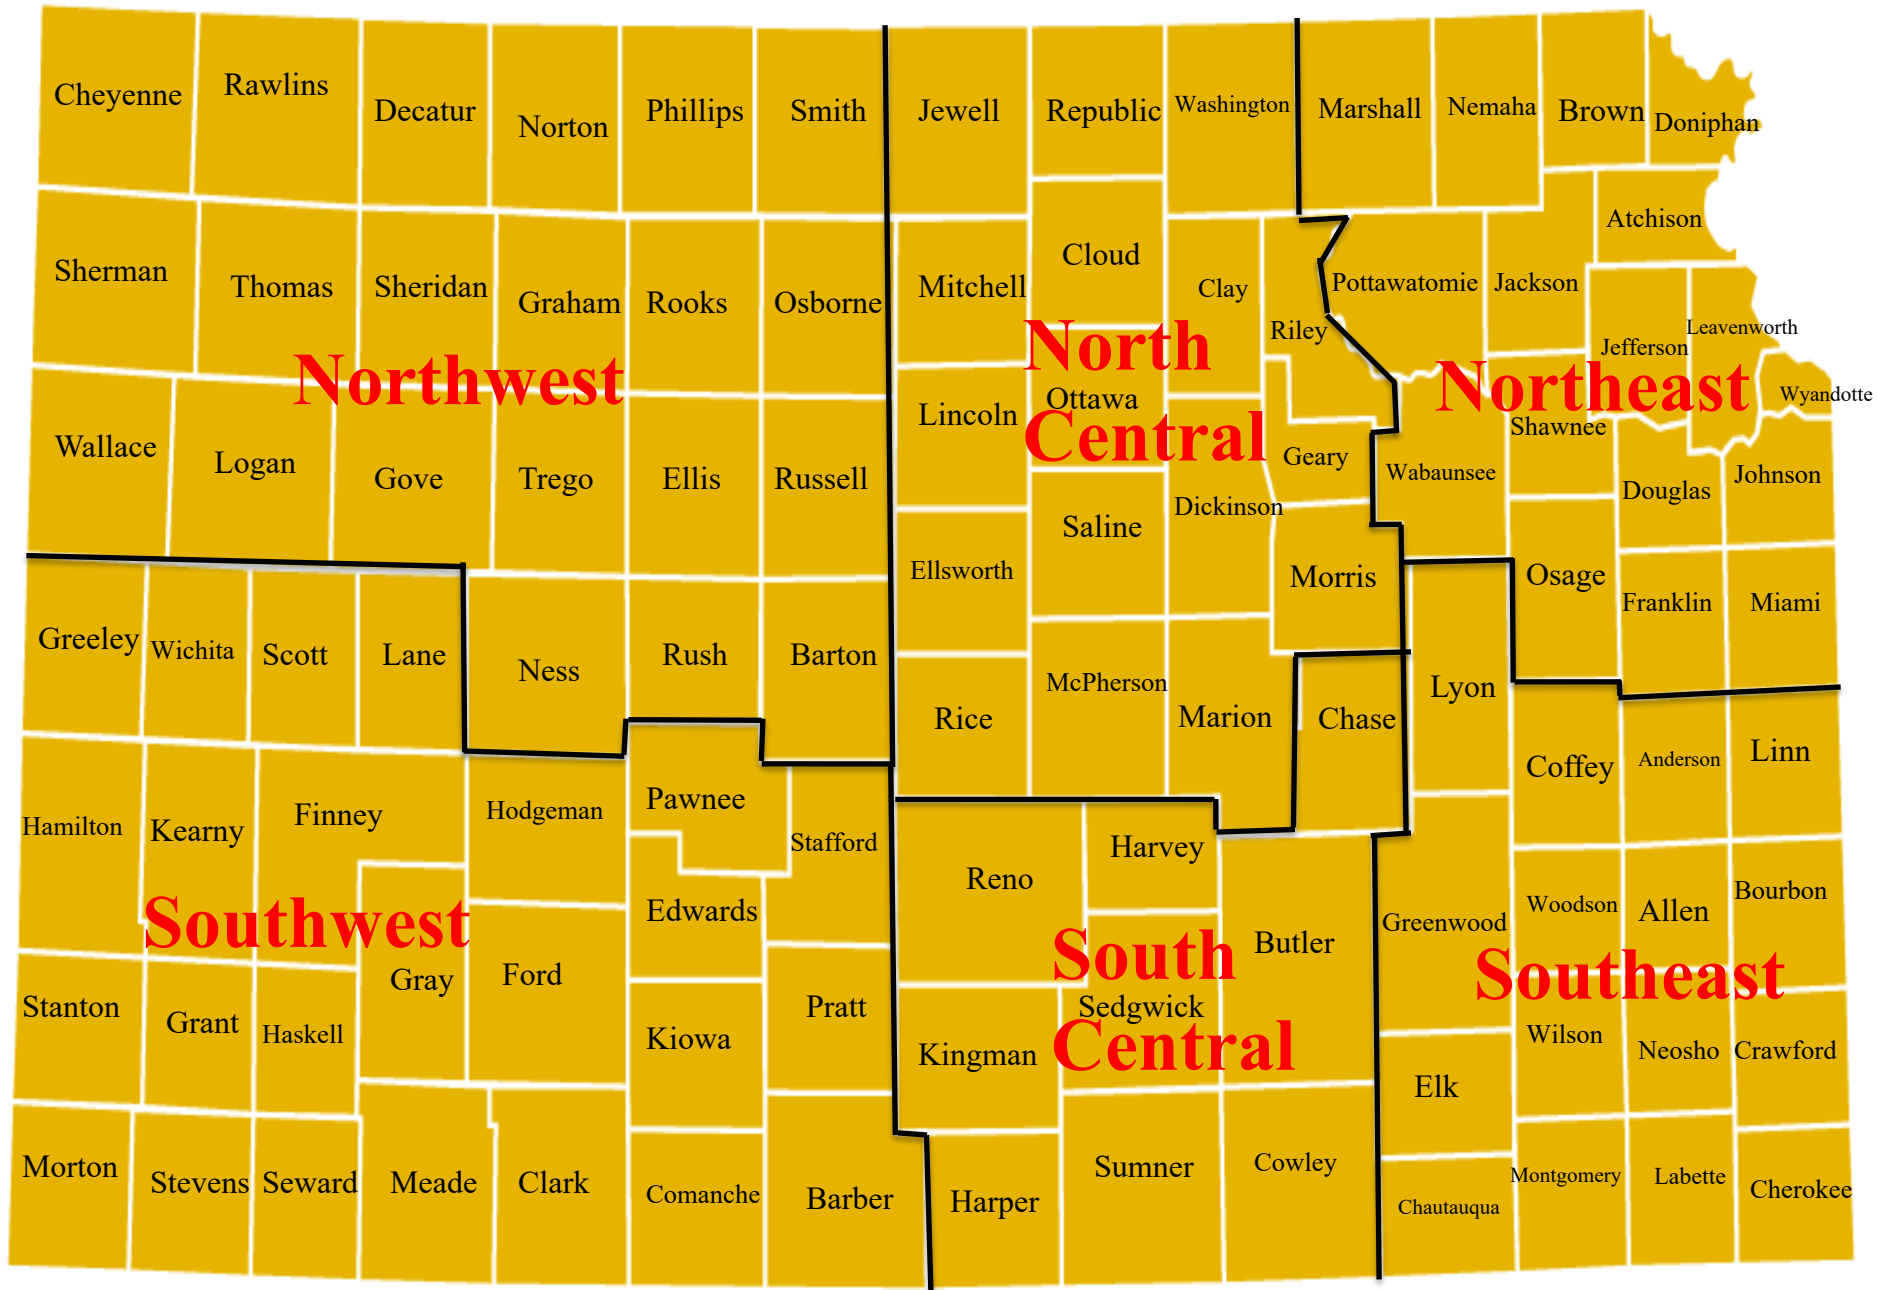 Cheyenne
Rawlins
Decatur
Norton
Phillips
Smith
Jewell
Republic
Washington
Marshall
Nemaha
Brown
Doniphan
Atchison
Sherman
Thomas
Sheridan
Graham
Rooks
Osborne
Mitchell
Cloud
Clay
Riley
Pottawatomie
Jackson
Jefferson
Leavenworth
Wyandotte
Northwest
North
Central
Northeast
Wallace
Logan
Gove
Trego
Ellis
Russell
Lincoln
Ottawa
Saline
Dickinson
Geary
Wabaunsee
Shawnee
Douglas
Johnson
Ellsworth
Morris
Osage
Franklin
Miami
Greeley
Wichita
Scott
Lane
Ness
Rush
Barton
Rice
McPherson
Marion
Chase
Lyon
Coffey
Anderson
Linn
Hamilton
Kearny
Finney
Hodgeman
Pawnee
Stafford
Reno
Harvey
Butler
Greenwood
Woodson
Allen
Bourbon
Southwest
South
Central
Southeast
Edwards
Gray
Ford
Stanton
Grant
Haskell
Kiowa
Pratt
Kingman
Sedgwick
Elk
Wilson
Neosho
Crawford
Morton
Stevens
Seward
Meade
Clark
Comanche
Barber
Harper
Sumner
Cowley
Chautauqua
Montgomery
Labette
Cherokee